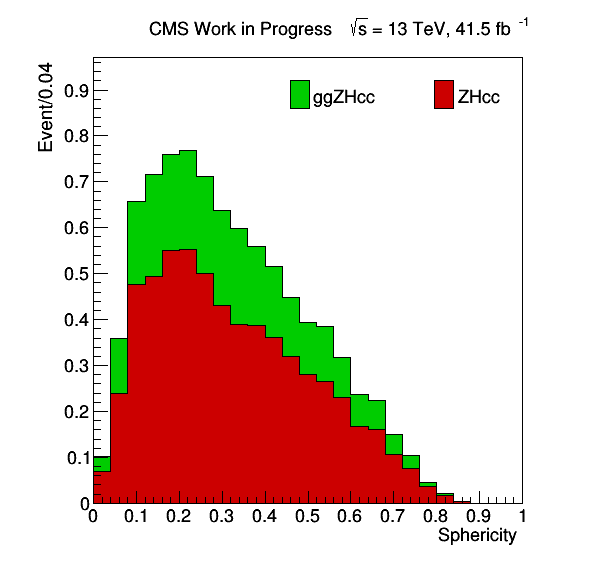 CMS Work in Progress √s = 13 TeV, 41.5 fb -1
Event/0.04
ggZHcc ZHcc
0.9
0.8
0.7
0.6
0.5
0.4
0.3
0.2
0.1
0
0 0.1 0.2 0.3 0.4 0.5 0.6 0.7 0.8 0.9 1
Sphericity